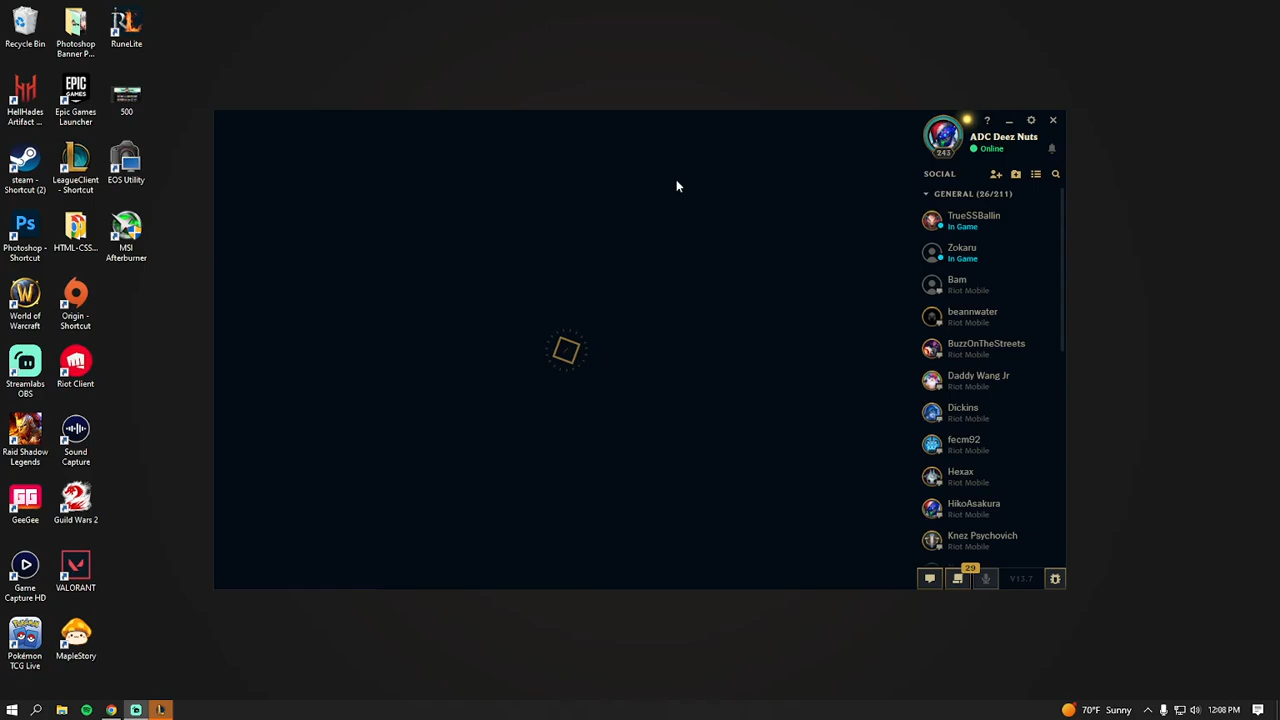 Recycle Bin
Photoshop
Banner P...
RuneLite
HellHades
Artifact ...
EPIC
GAMES
Epic Games
Launcher
500
steam -
Shortcut (2)
LeagueClient
- Shortcut
EOS Utility
Ps
Photoshop -
Shortcut
HTML-CSS...
MSI
Afterburner
World of
Warcraft
Origin -
Shortcut
Streamlabs
OBS
Riot Client
Raid Shadow
Legends
Sound
Capture
GG
GeeGee
Guild Wars 2
Game
Capture HD
VALORANT
Pokémon
TCG Live
MapleStory
?
ADC Deez Nuts
243
Online
SOCIAL
GENERAL (26/211)
TrueSSBallin
In Game
Zokaru
In Game
Bam
Riot Mobile
beannwater
Riot Mobile
BuzzOnTheStreets
Riot Mobile
Daddy Wang Jr
Riot Mobile
Dickins
Riot Mobile
fecm92
Riot Mobile
Hexax
Riot Mobile
HikoAsakura
Riot Mobile
Knez Psychovich
Riot Mobile
29
V13.7
70°F Sunny
12:08 PM